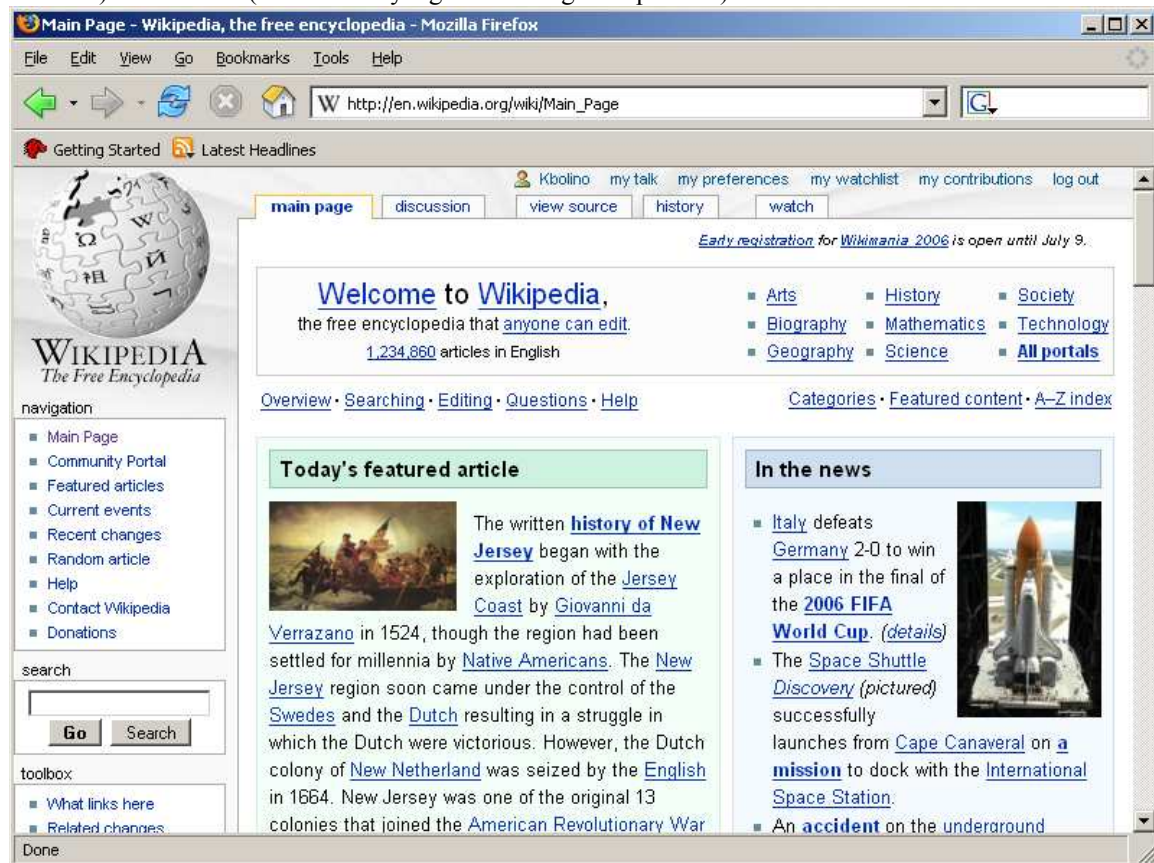 Main Page - Wikipedia, the free encyclopedia - Mozilla Firefox
File Edit View Go Bookmarks Tools Help
W http://en.wikipedia.org/wiki/Main_Page G
Getting Started Latest Headlines
Kbolino my talk my preferences my watchlist my contributions log out
main page discussion view source history watch
Early registration for Wikimania 2006 is open until July 9.
WIKIPEDIA
The Free Encyclopedia
navigation
Main Page
Community Portal
Featured articles
Current events
Recent changes
Random article
Help
Contact Wikipedia
Donations
search
Go Search
toolbox
What links here
Related changes
Welcome to Wikipedia,
the free encyclopedia that anyone can edit.
1,234,860 articles in English
Arts History Society
Biography Mathematics Technology
Geography Science All portals
Overview · Searching · Editing · Questions · Help
Categories · Featured content · A–Z index
Today's featured article
The written history of New
Jersey began with the
exploration of the Jersey
Coast by Giovanni da
Verrazano in 1524, though the region had been
settled for millennia by Native Americans. The New
Jersey region soon came under the control of the
Swedes and the Dutch resulting in a struggle in
which the Dutch were victorious. However, the Dutch
colony of New Netherland was seized by the English
in 1664. New Jersey was one of the original 13
colonies that joined the American Revolutionary War
In the news
Italy defeats
Germany 2-0 to win
a place in the final of
the 2006 FIFA
World Cup. (details)
The Space Shuttle
Discovery (pictured)
successfully
launches from Cape Canaveral on a
mission to dock with the International
Space Station.
An accident on the underground
Done